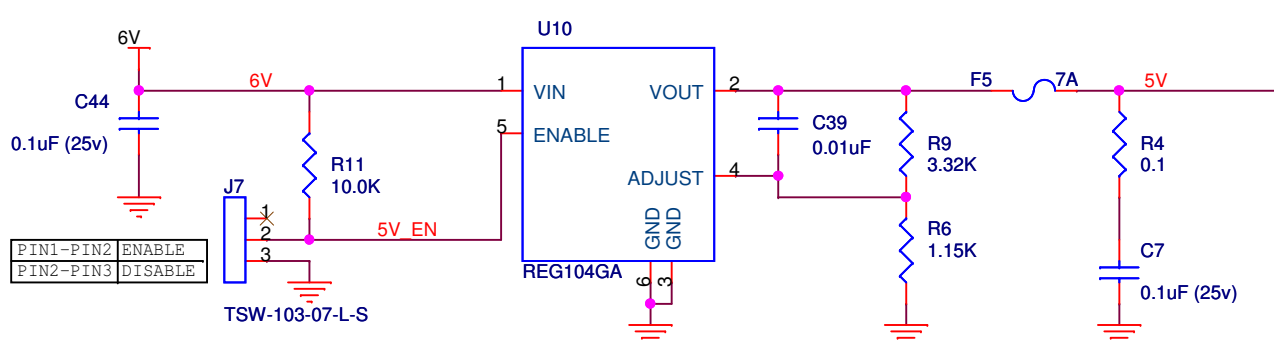 U10
6V
6V
1
VIN
VOUT
2
F5
7A
5V
C44
0.1uF (25v)
5
ENABLE
C39
0.01uF
R9
3.32K
R4
0.1
R11
10.0K
ADJUST
4
J7
1
2
3
5V_EN
GND
GND
R6
1.15K
PIN1-PIN2 ENABLE
PIN2-PIN3 DISABLE
REG104GA
6
3
C7
0.1uF (25v)
TSW-103-07-L-S